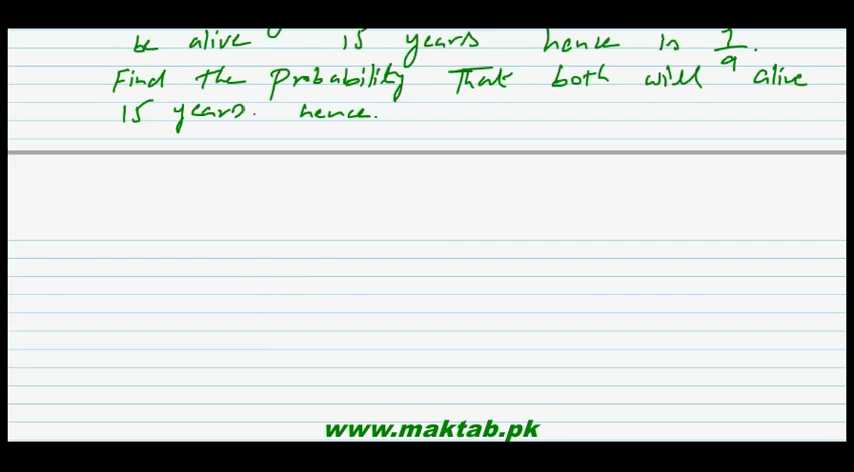 be alive 15 years hence is 7/9.
Find the Probability That both will alive
15 years. hence.
www.maktab.pk